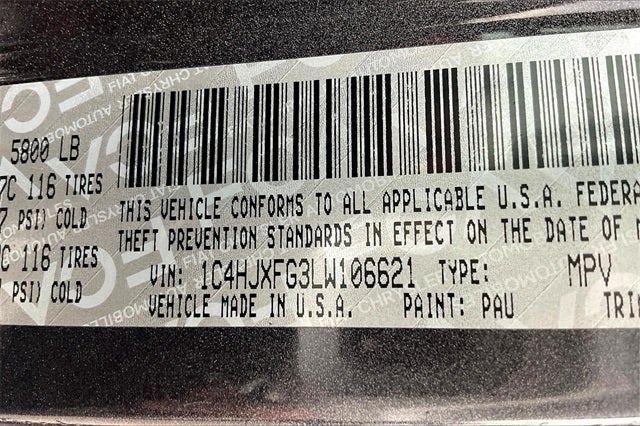 5800 LB
7C 116 TIRES
7 PSI) COLD
C 116 TIRES
PSI) COLD
THIS VEHICLE CONFORMS TO ALL APPLICABLE U.S.A. FEDERA
THEFT PREVENTION STANDARDS IN EFFECT ON THE DATE OF M
VIN: 1C4HJXFG3LW106621 TYPE: MPV
VEHICLE MADE IN U.S.A. PAINT: PAU TRI